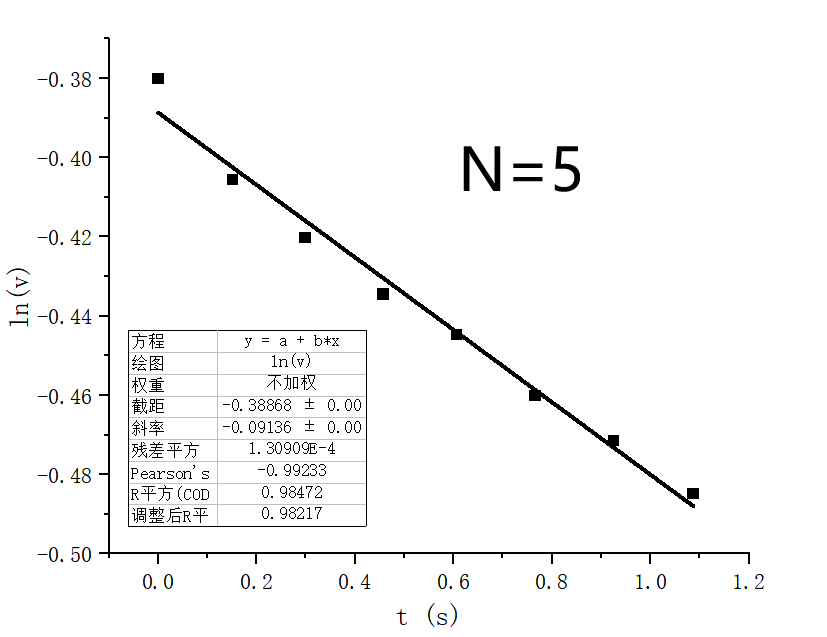 -0.38
-0.40
-0.42
-0.44
-0.46
-0.48
-0.50
ln(v)
N=5
方程 y = a + b*x
绘图 ln(v)
权重 不加权
截距 -0.38868 ± 0.00
斜率 -0.09136 ± 0.00
残差平方 1.30909E-4
Pearson's -0.99233
R平方(COD 0.98472
调整后R平 0.98217
0.0 0.2 0.4 0.6 0.8 1.0 1.2
t (s)